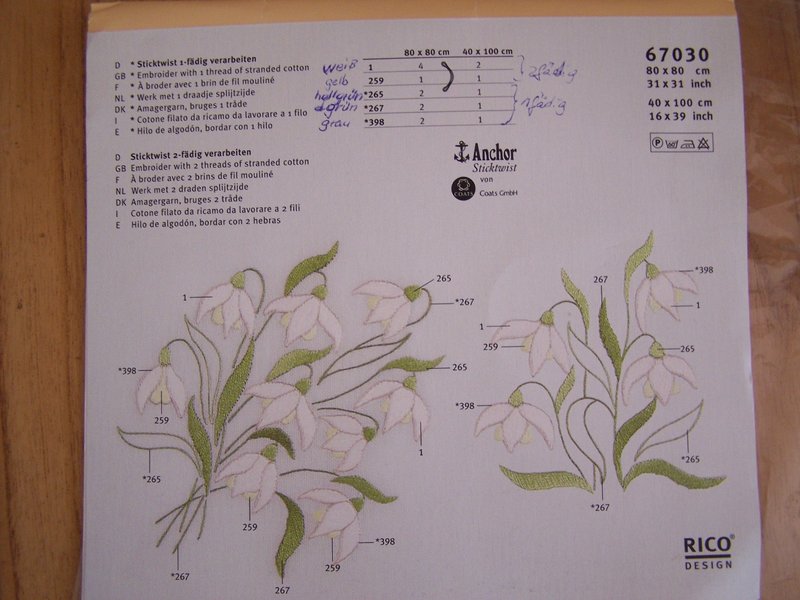 D * Sticktwist 1-fädig verarbeiten
GB * Embroider with 1 thread of stranded cotton
F * À broder avec 1 brin de fil mouliné
NL * Werk met 1 draadje splijtzijde
DK * Amagergarn, bruges 1 tråde
I * Cotone filato da ricamo da lavorare a 1 filo
E * Hilo de algodón, bordar con 1 hilo
80 x 80 cm 40 x 100 cm
weiß 1 4 2
gelb 259 1 1
2fädig
hellgrün *265 2 1
dgrün *267 2 1
grau *398 2 1
1fädig
67030
80 x 80 cm
31 x 31 inch
40 x 100 cm
16 x 39 inch
D Sticktwist 2-fädig verarbeiten
GB Embroider with 2 threads of stranded cotton
F À broder avec 2 brins de fil mouliné
NL Werk met 2 draden splijtzijde
DK Amagergarn, bruges 2 tråde
I Cotone filato da ricamo da lavorare a 2 fili
E Hilo de algodón, bordar con 2 hebras
Anchor
Sticktwist
von
COATS Coats GmbH
P
1
265
*267
*398
259
265
*265
1
259
*398
259
*267
267
267
*398
1
1
259
265
*398
*265
*267
RICO®
DESIGN